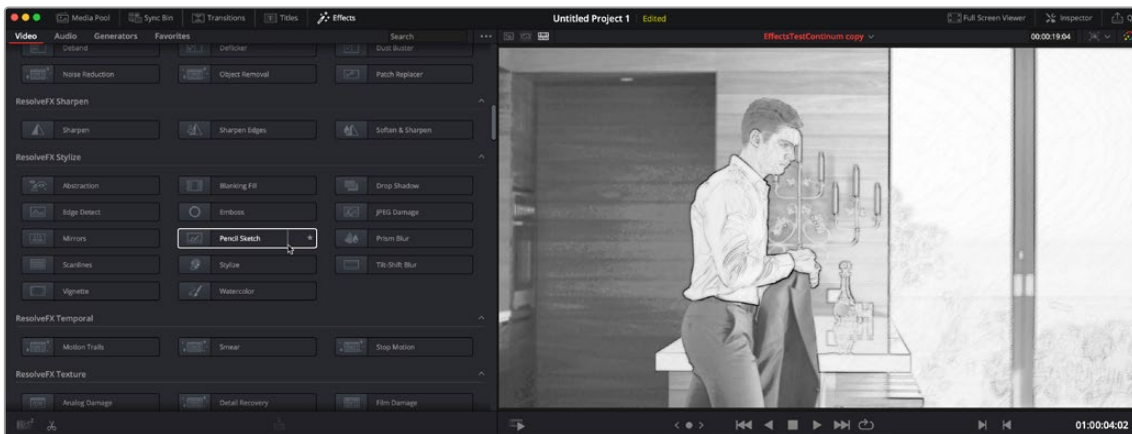 Media Pool Sync Bin Transitions Titles Effects Untitled Project 1 Edited Full Screen Viewer Inspector
Video Audio Generators Favorites Search EffectsTestContinum copy 00:00:19:04
Deband Deflicker Dust Buster
Noise Reduction Object Removal Patch Replacer
ResolveFX Sharpen
Sharpen Sharpen Edges Soften & Sharpen
ResolveFX Stylize
Abstraction Blanking Fill Drop Shadow
Edge Detect Emboss JPEG Damage
Mirrors Pencil Sketch Prism Blur
Scanlines Stylize Tilt-Shift Blur
Vignette Watercolor
ResolveFX Temporal
Motion Trails Smear Stop Motion
ResolveFX Texture
Analog Damage Detail Recovery Film Damage
01:00:04:02